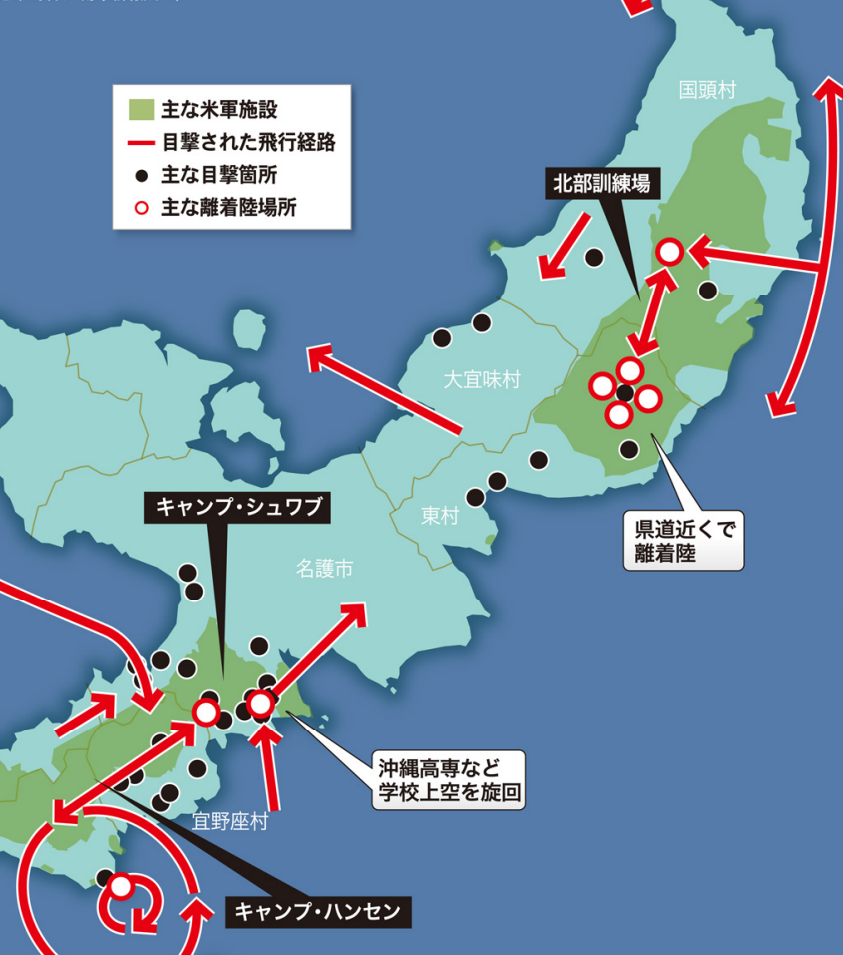 主な米軍施設
目撃された飛行経路
主な目撃箇所
主な離着陸場所
国頭村
北部訓練場
大宜味村
キャンプ・シュワブ
東村
県道近くで
離着陸
名護市
沖縄高専など
学校上空を旋回
宜野座村
キャンプ・ハンセン